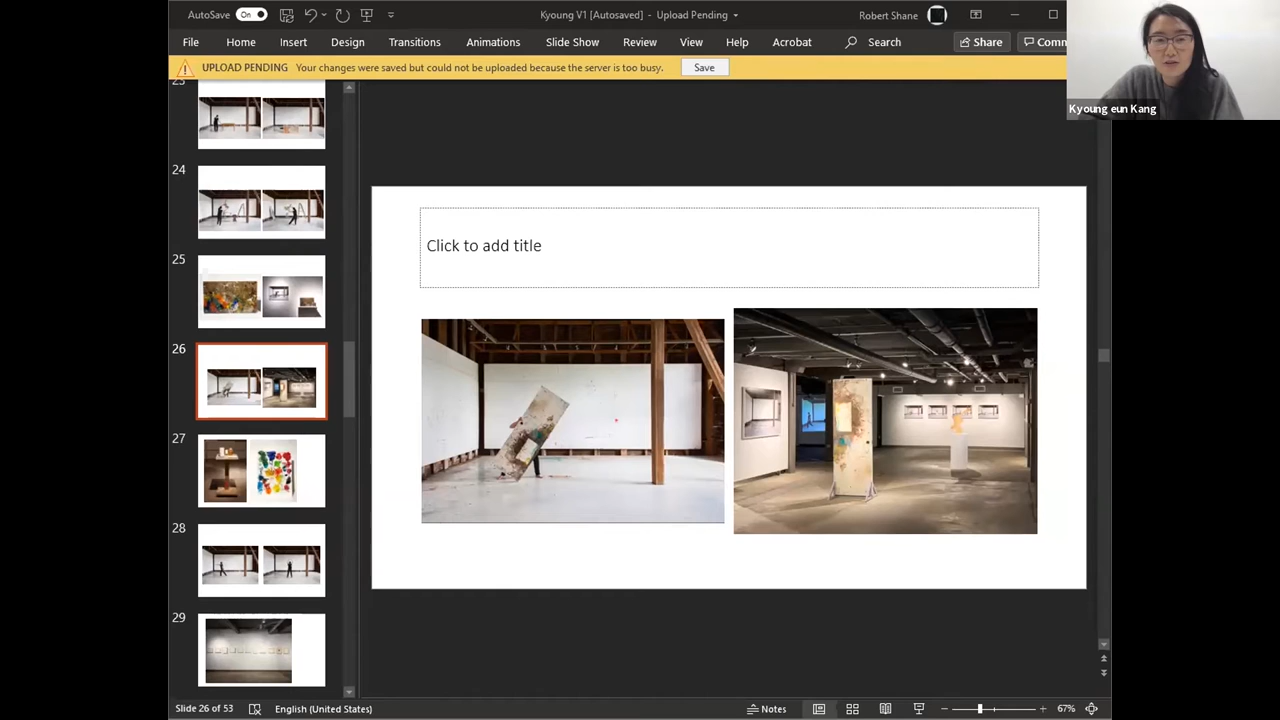 AutoSave On Kyoung V1 [Autosaved] - Upload Pending Robert Shane
File Home Insert Design Transitions Animations Slide Show Review View Help Acrobat Search Share Comm
UPLOAD PENDING Your changes were saved but could not be uploaded because the server is too busy. Save
Kyoung eun Kang
23
24
25
26
27
28
29
Click to add title
Slide 26 of 53 English (United States) Notes 67%